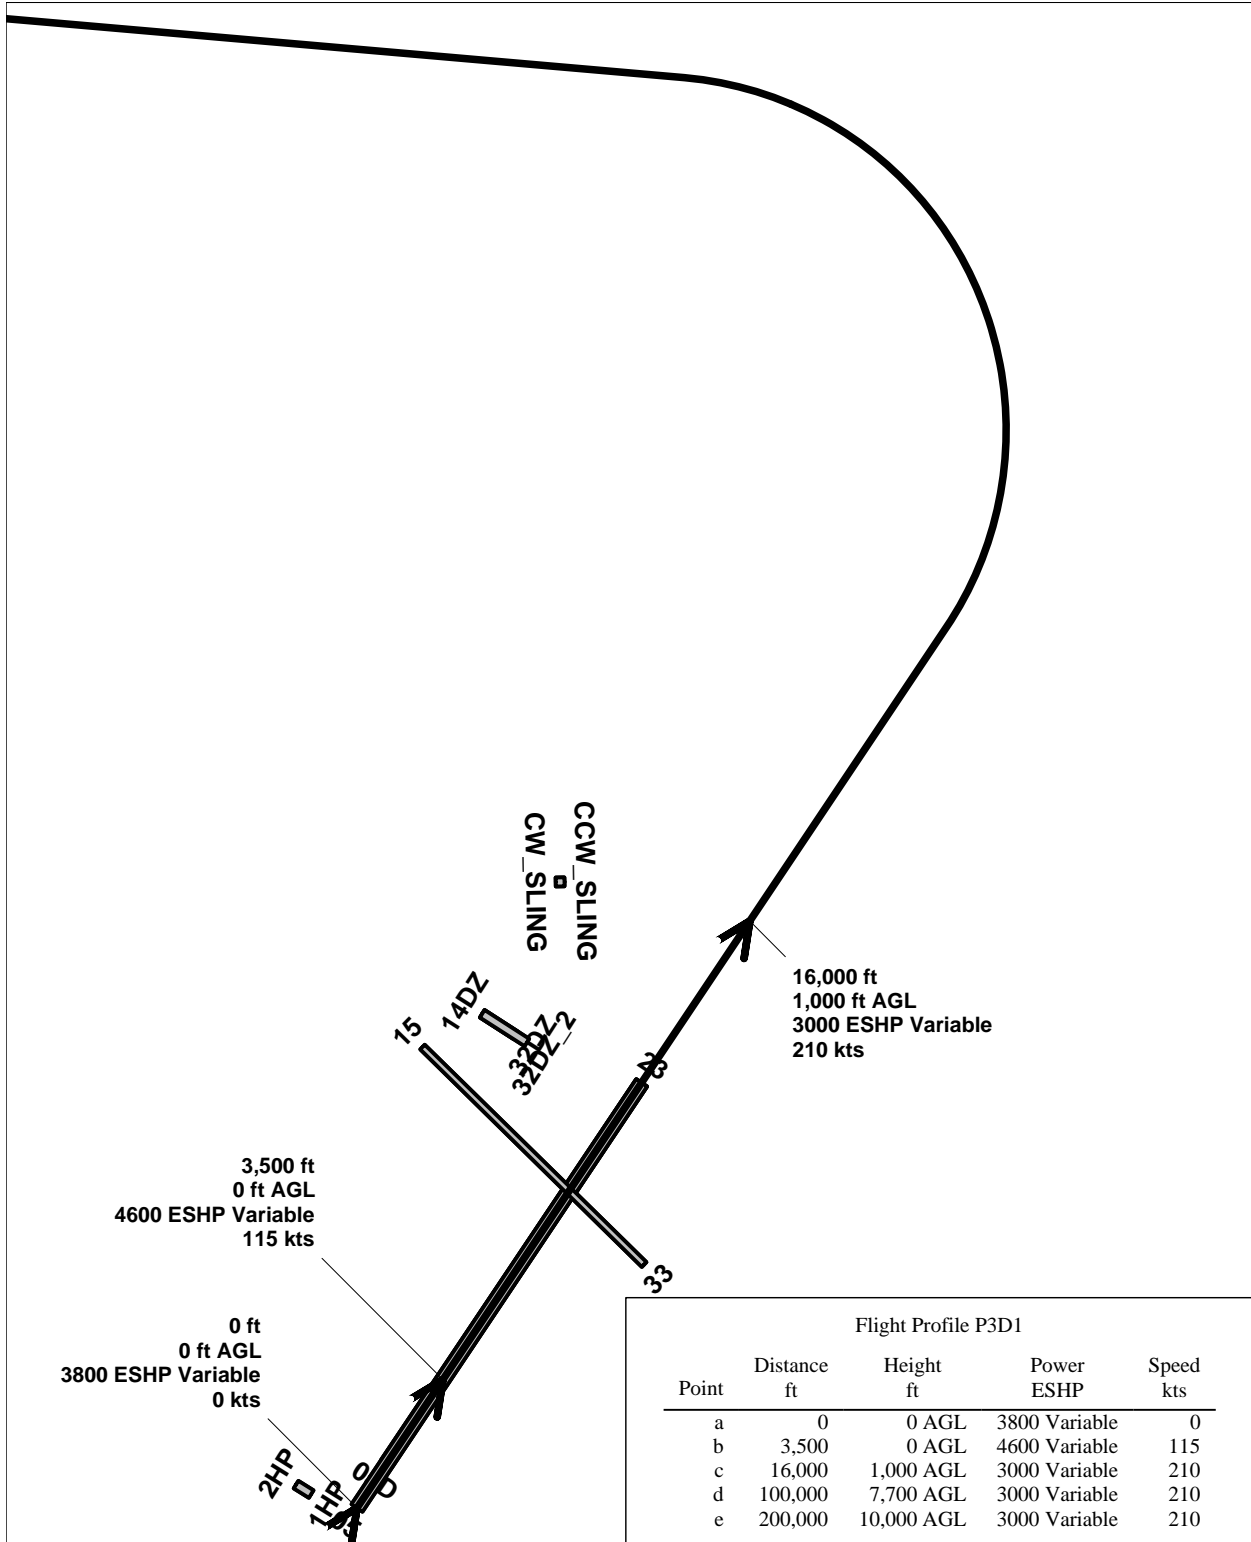 CCW_SLING
CW_SLING
16,000 ft
1,000 ft AGL
3000 ESHP Variable
210 kts
14DZ
32DZ
32DZ_2
15
23
33
3,500 ft
0 ft AGL
4600 ESHP Variable
115 kts
0 ft
0 ft AGL
3800 ESHP Variable
0 kts
2HP
1HP
Flight Profile P3D1
Point Distance ft Height ft Power ESHP Speed kts
a 0 0 AGL 3800 Variable 0
b 3,500 0 AGL 4600 Variable 115
c 16,000 1,000 AGL 3000 Variable 210
d 100,000 7,700 AGL 3000 Variable 210
e 200,000 10,000 AGL 3000 Variable 210